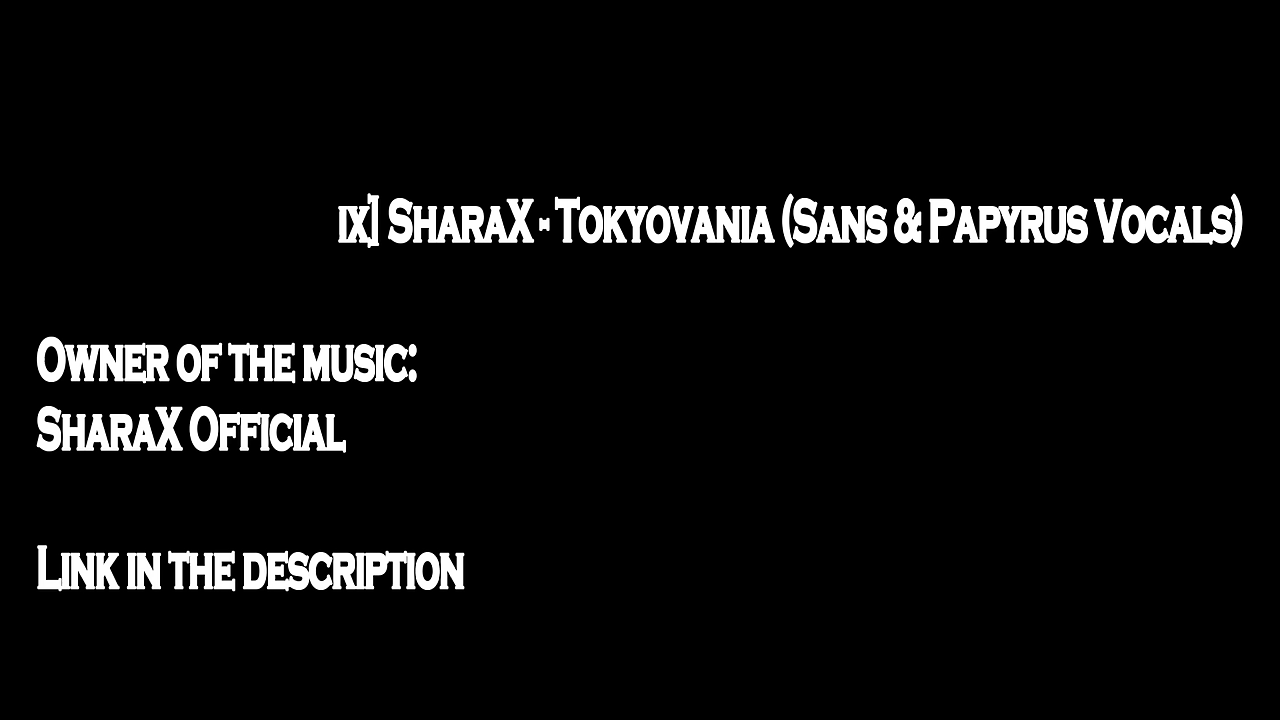 ix] SharaX - Tokyovania (Sans & Papyrus Vocals)
Owner of the music:
SharaX Official
Link in the description